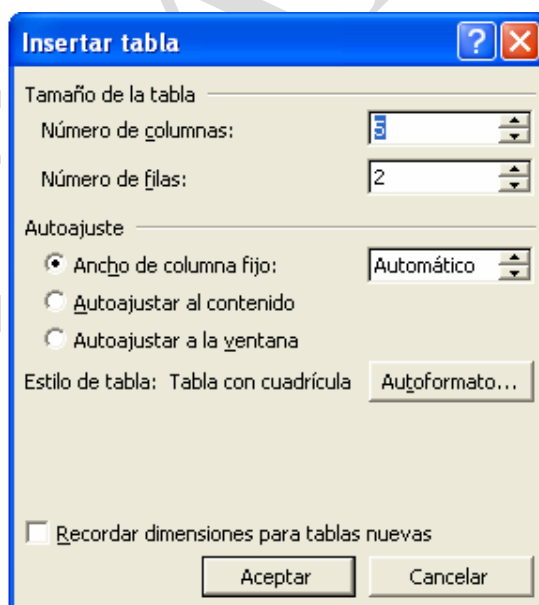 Insertar tabla
Tamaño de la tabla
Número de columnas: 5
Número de filas: 2
Autoajuste
Ancho de columna fijo: Automático
Autoajustar al contenido
Autoajustar a la ventana
Estilo de tabla: Tabla con cuadrícula Autoformato...
Recordar dimensiones para tablas nuevas
Aceptar Cancelar